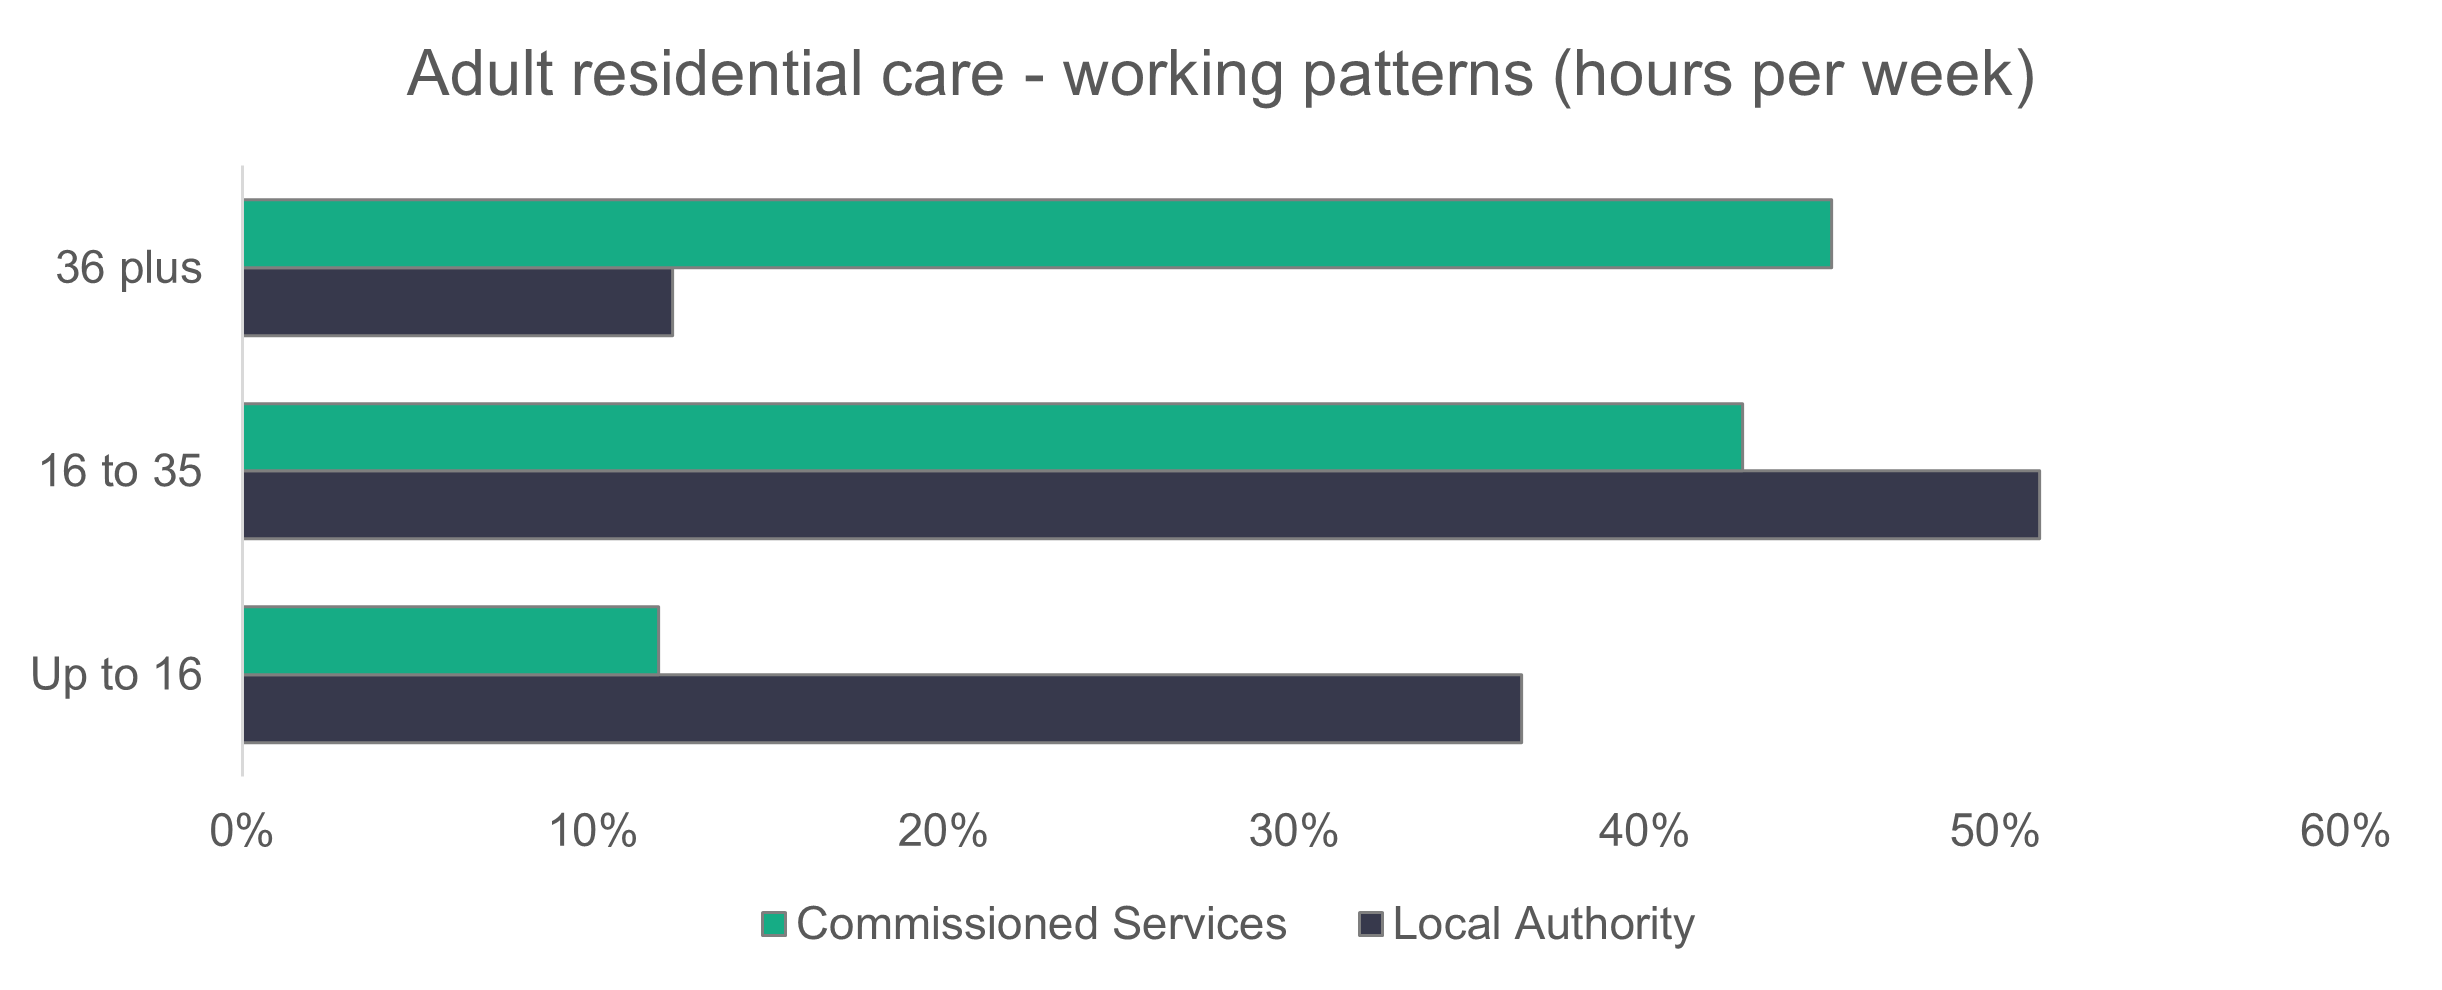 Adult residential care - working patterns (hours per week)
36 plus
16 to 35
Up to 16
0% 10% 20% 30% 40% 50% 60%
Commissioned Services Local Authority